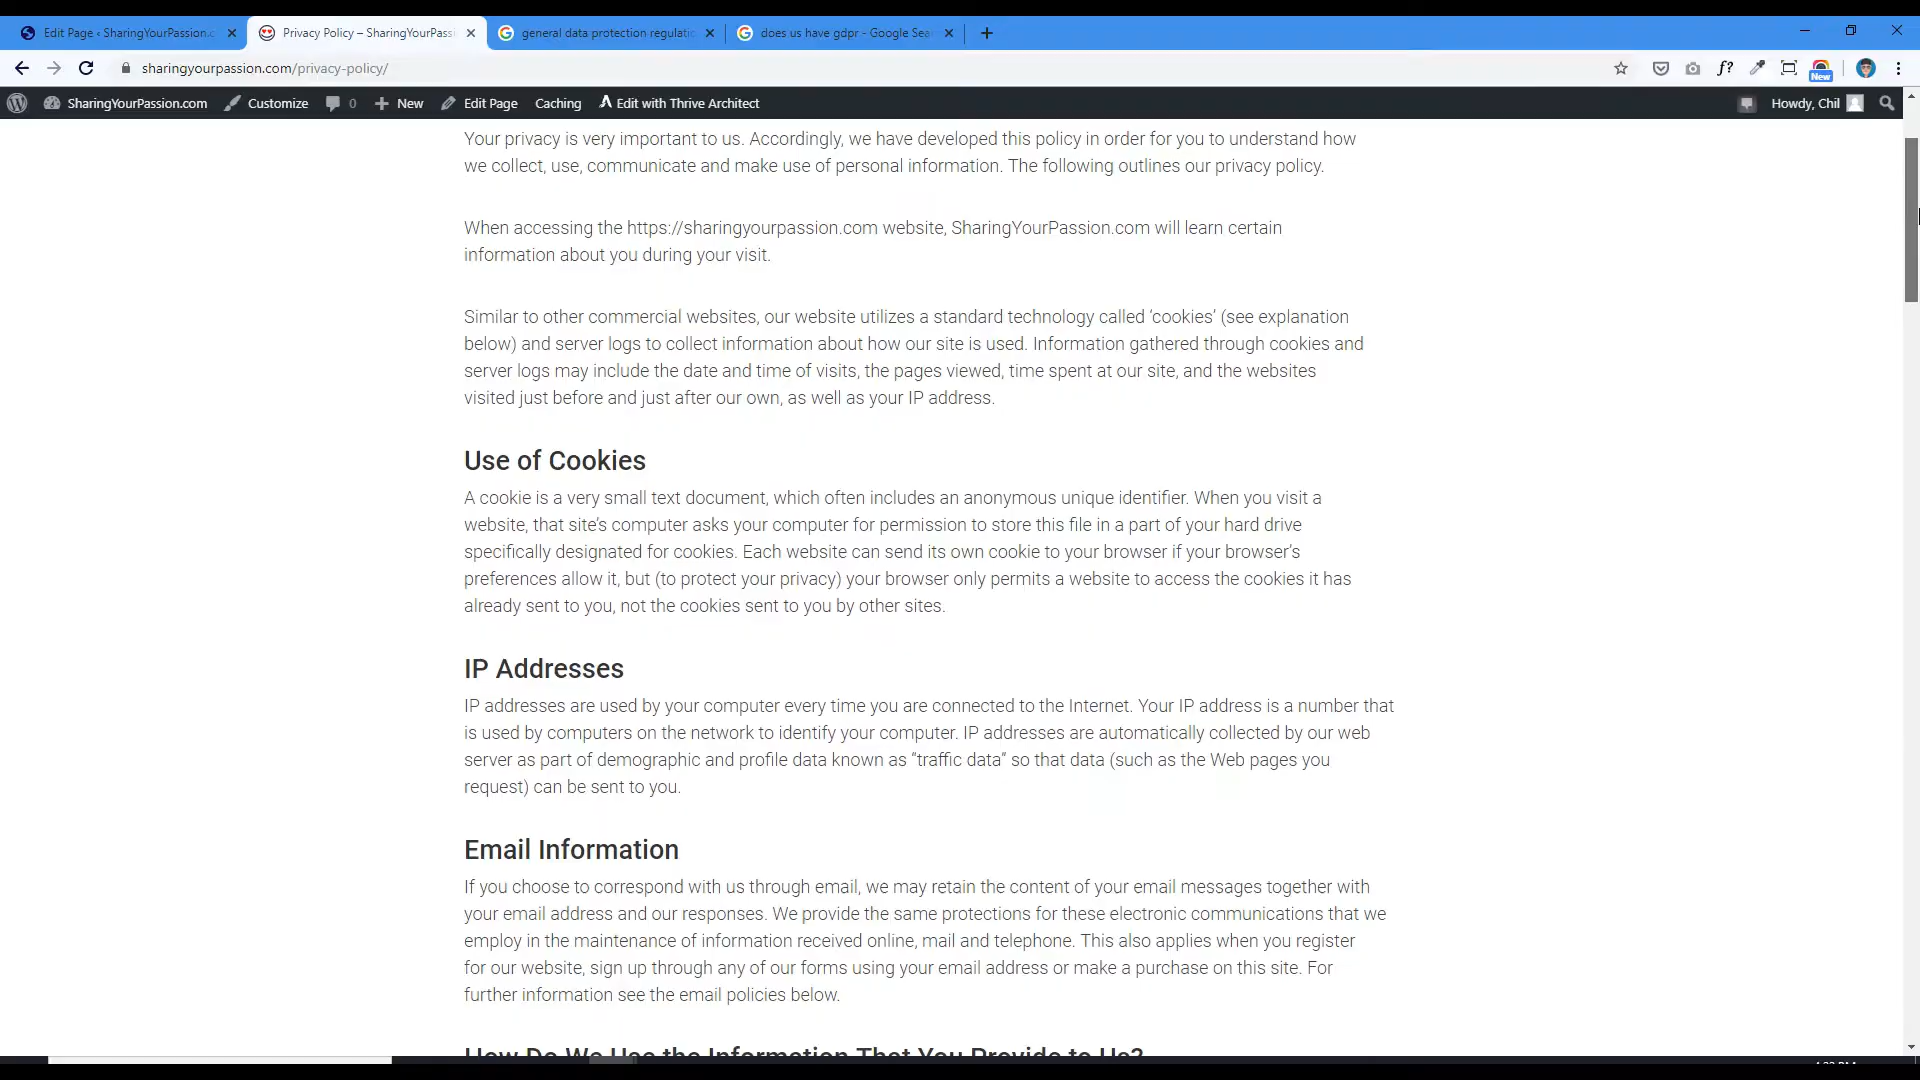 Edit Page ‹ SharingYourPassion.c
Privacy Policy – SharingYourPassi
general data protection regulatio
does us have gdpr - Google Sea
sharingyourpassion.com/privacy-policy/
f?
New
SharingYourPassion.com
Customize
0
New
Edit Page
Caching
Edit with Thrive Architect
Howdy, Chil
Your privacy is very important to us. Accordingly, we have developed this policy in order for you to understand how
we collect, use, communicate and make use of personal information. The following outlines our privacy policy.
When accessing the https://sharingyourpassion.com website, SharingYourPassion.com will learn certain
information about you during your visit.
Similar to other commercial websites, our website utilizes a standard technology called ‘cookies’ (see explanation
below) and server logs to collect information about how our site is used. Information gathered through cookies and
server logs may include the date and time of visits, the pages viewed, time spent at our site, and the websites
visited just before and just after our own, as well as your IP address.
Use of Cookies
A cookie is a very small text document, which often includes an anonymous unique identifier. When you visit a
website, that site’s computer asks your computer for permission to store this file in a part of your hard drive
specifically designated for cookies. Each website can send its own cookie to your browser if your browser’s
preferences allow it, but (to protect your privacy) your browser only permits a website to access the cookies it has
already sent to you, not the cookies sent to you by other sites.
IP Addresses
IP addresses are used by your computer every time you are connected to the Internet. Your IP address is a number that
is used by computers on the network to identify your computer. IP addresses are automatically collected by our web
server as part of demographic and profile data known as “traffic data“ so that data (such as the Web pages you
request) can be sent to you.
Email Information
If you choose to correspond with us through email, we may retain the content of your email messages together with
your email address and our responses. We provide the same protections for these electronic communications that we
employ in the maintenance of information received online, mail and telephone. This also applies when you register
for our website, sign up through any of our forms using your email address or make a purchase on this site. For
further information see the email policies below.
How Do We Use the Information That You Provide to Us?